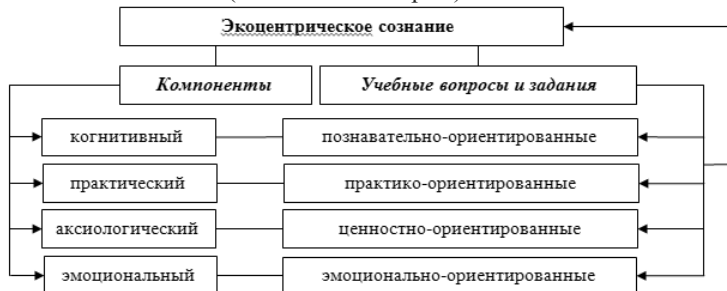 Экоцентрическое сознание
Компоненты
Учебные вопросы и задания
когнитивный
познавательно-ориентированные
практический
практико-ориентированные
аксиологический
ценностно-ориентированные
эмоциональный
эмоционально-ориентированные